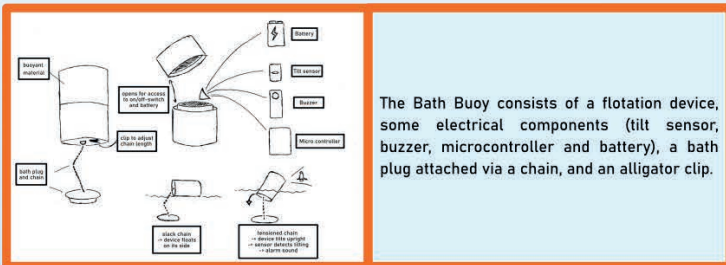 buoyant
material
opens for access
to on/off-switch
and battery
Battery
Tilt sensor
Buzzer
Micro controller
clip to adjust
chain length
bath plug
and chain
slack chain
-> device floats
on its side
tensioned chain
-> device tilts upright
-> sensor detects tilting
-> alarm sound
The Bath Buoy consists of a flotation device,
some electrical components (tilt sensor,
buzzer, microcontroller and battery), a bath
plug attached via a chain, and an alligator clip.